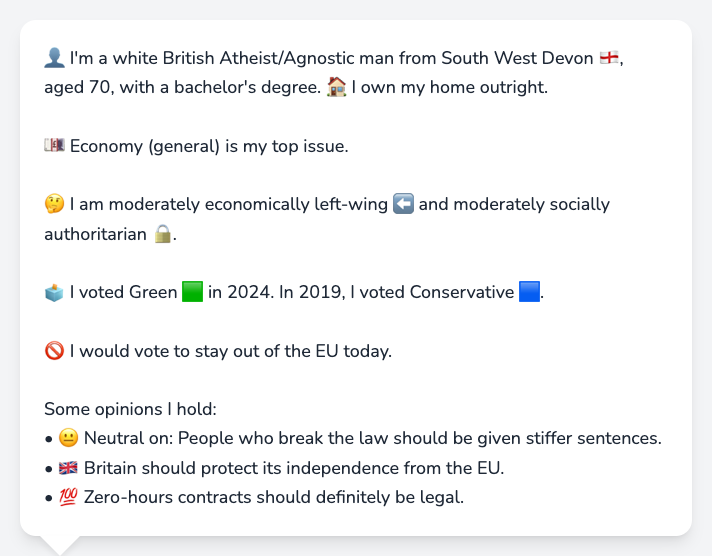 👤 I'm a white British Atheist/Agnostic man from South West Devon 🏴󠁧󠁢󠁥󠁮󠁧󠁿,
aged 70, with a bachelor's degree. 🏠 I own my home outright.
💷 Economy (general) is my top issue.
🤔 I am moderately economically left-wing ⬅️ and moderately socially
authoritarian 🔒.
🗳️ I voted Green 🟩 in 2024. In 2019, I voted Conservative 🟦.
🚫 I would vote to stay out of the EU today.
Some opinions I hold:
• 😐 Neutral on: People who break the law should be given stiffer sentences.
• 🇬🇧 Britain should protect its independence from the EU.
• 💯 Zero-hours contracts should definitely be legal.